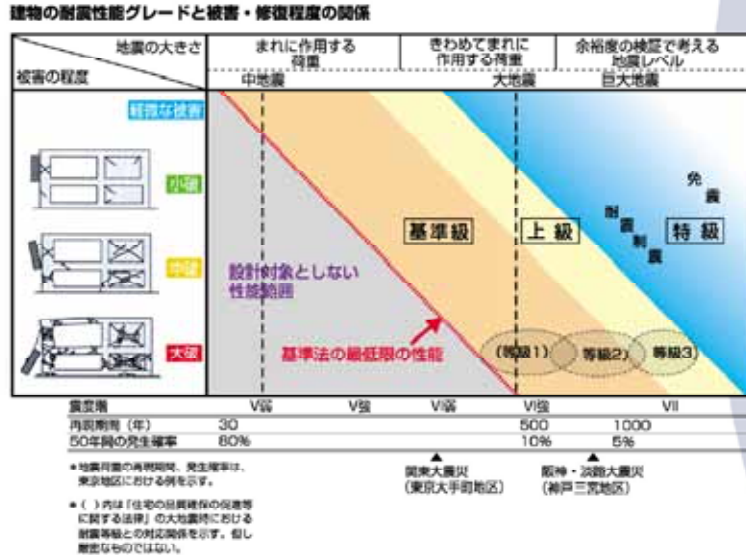 建物の耐震性能グレードと被害・修復程度の関係
地震の大きさ
被害の程度
まれに作用する
荷重
きわめてまれに
作用する荷重
余裕度の検証で考える
地震レベル
中地震
大地震
巨大地震
軽微な被害
小破
中破
大破
基準級
上級
特級
免震
耐震
制震
設計対象としない
性能範囲
基準法の最低限の性能
(等級1)
等級2)
等級3)
震度階
V弱
V強
VI弱
VI強
VII
再現期間(年)
30
500
1000
50年間の発生確率
80%
10%
5%
▲
関東大震災
(東京大手町地区)
▲
阪神・淡路大震災
(神戸三宮地区)
*地震荷重の再現期間、発生確率は、
東京地区における例を示す。
*( )内は「住宅の品質確保の促進等
に関する法律」の大地震時における
耐震等級との対応関係を示す。但し
厳密なものではない。